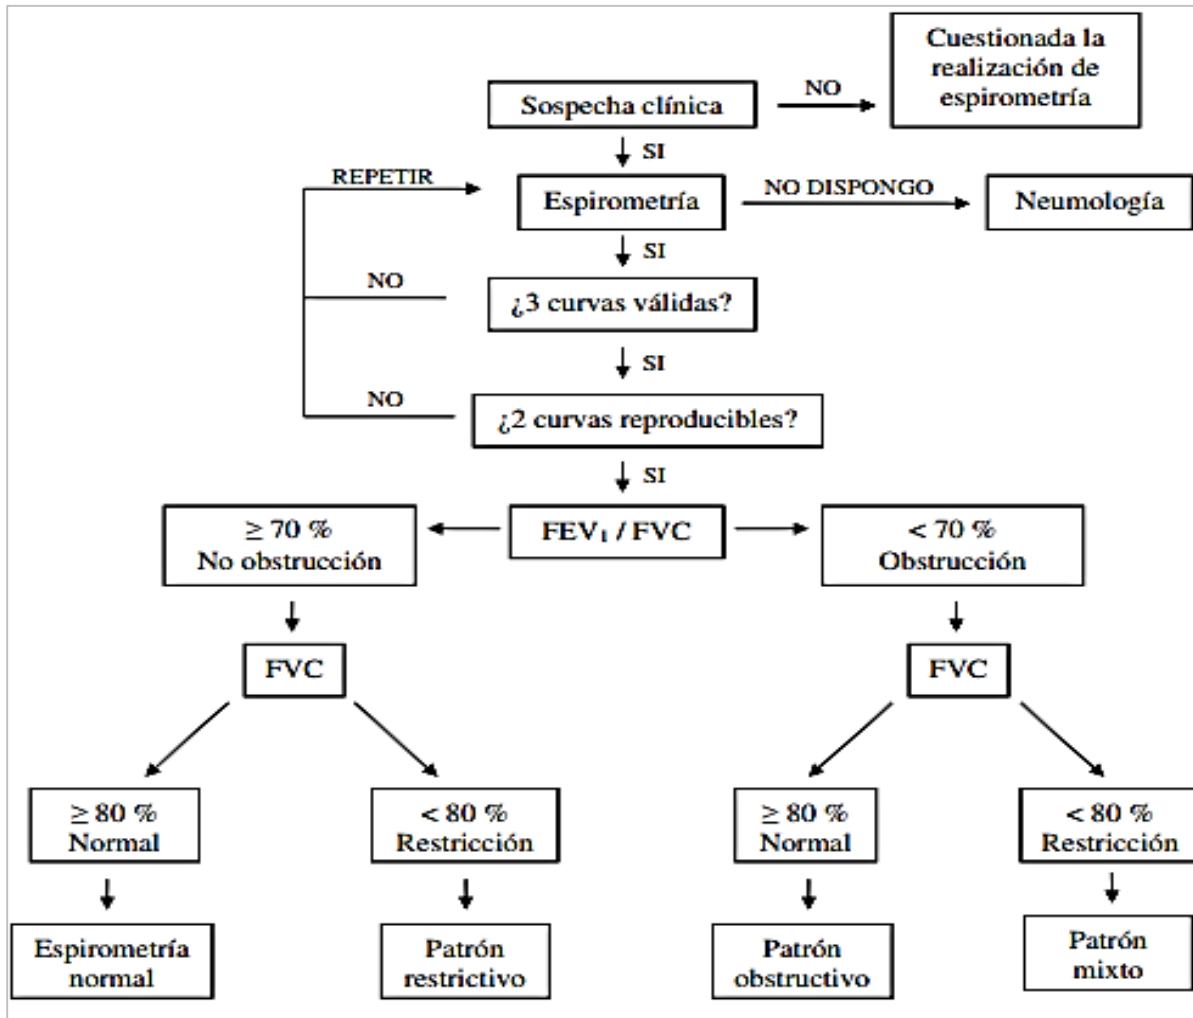 Cuestionada la
realización de
espirometría
Sospecha clínica
NO
SI
REPETIR
Espirometría
NO DISPONGO
Neumología
SI
NO
¿3 curvas válidas?
SI
NO
¿2 curvas reproducibles?
SI
≥ 70 %
No obstrucción
FEV₁ / FVC
< 70 %
Obstrucción
FVC
FVC
≥ 80 %
Normal
< 80 %
Restricción
≥ 80 %
Normal
< 80 %
Restricción
Espirometría
normal
Patrón
restrictivo
Patrón
obstructivo
Patrón
mixto